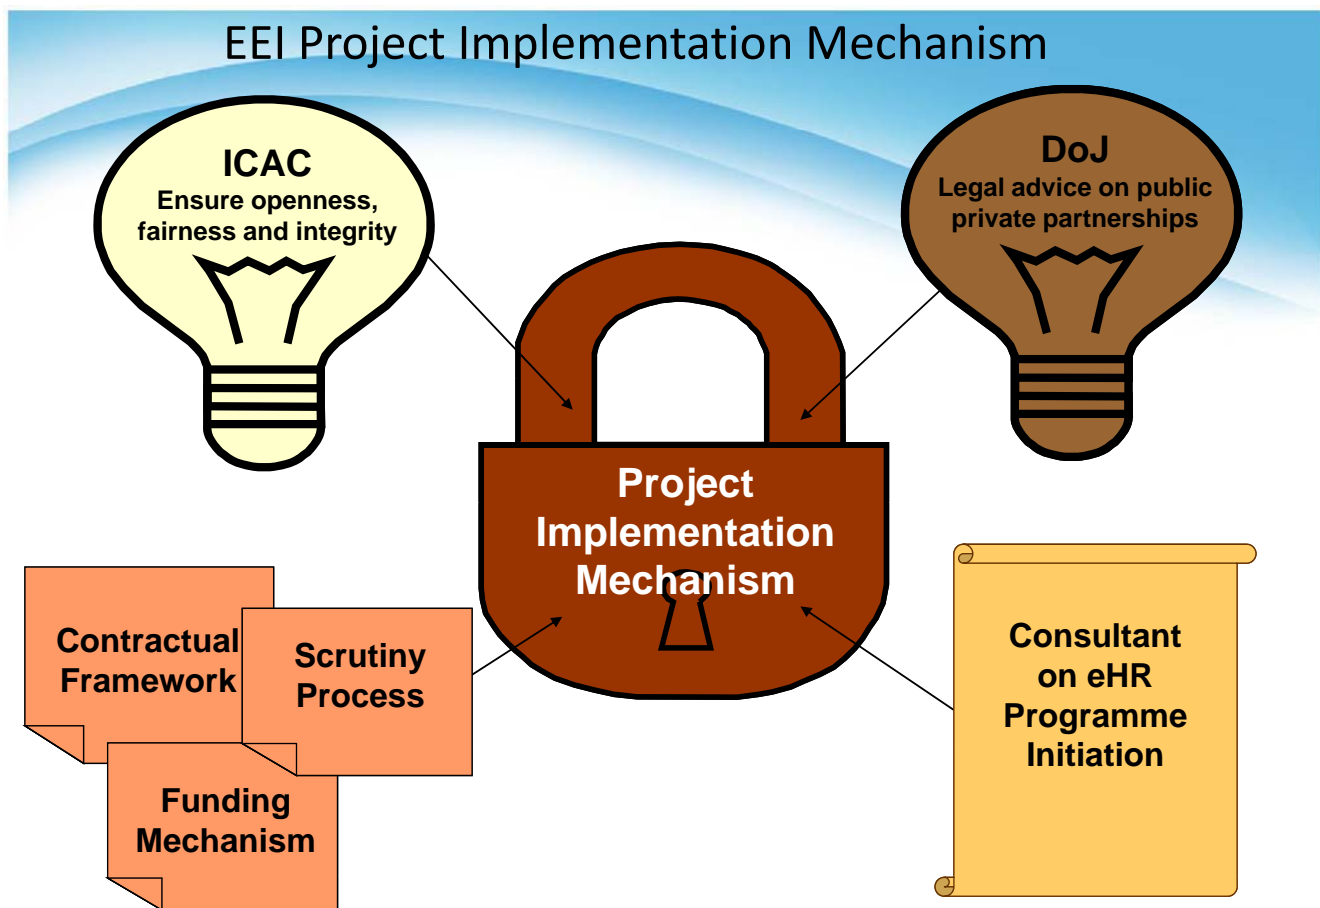 EEI Project Implementation Mechanism
ICAC
Ensure openness,
fairness and integrity
DoJ
Legal advice on public
private partnerships
Project
Implementation
Mechanism
Contractual
Framework
Scrutiny
Process
Funding
Mechanism
Consultant
on eHR
Programme
Initiation